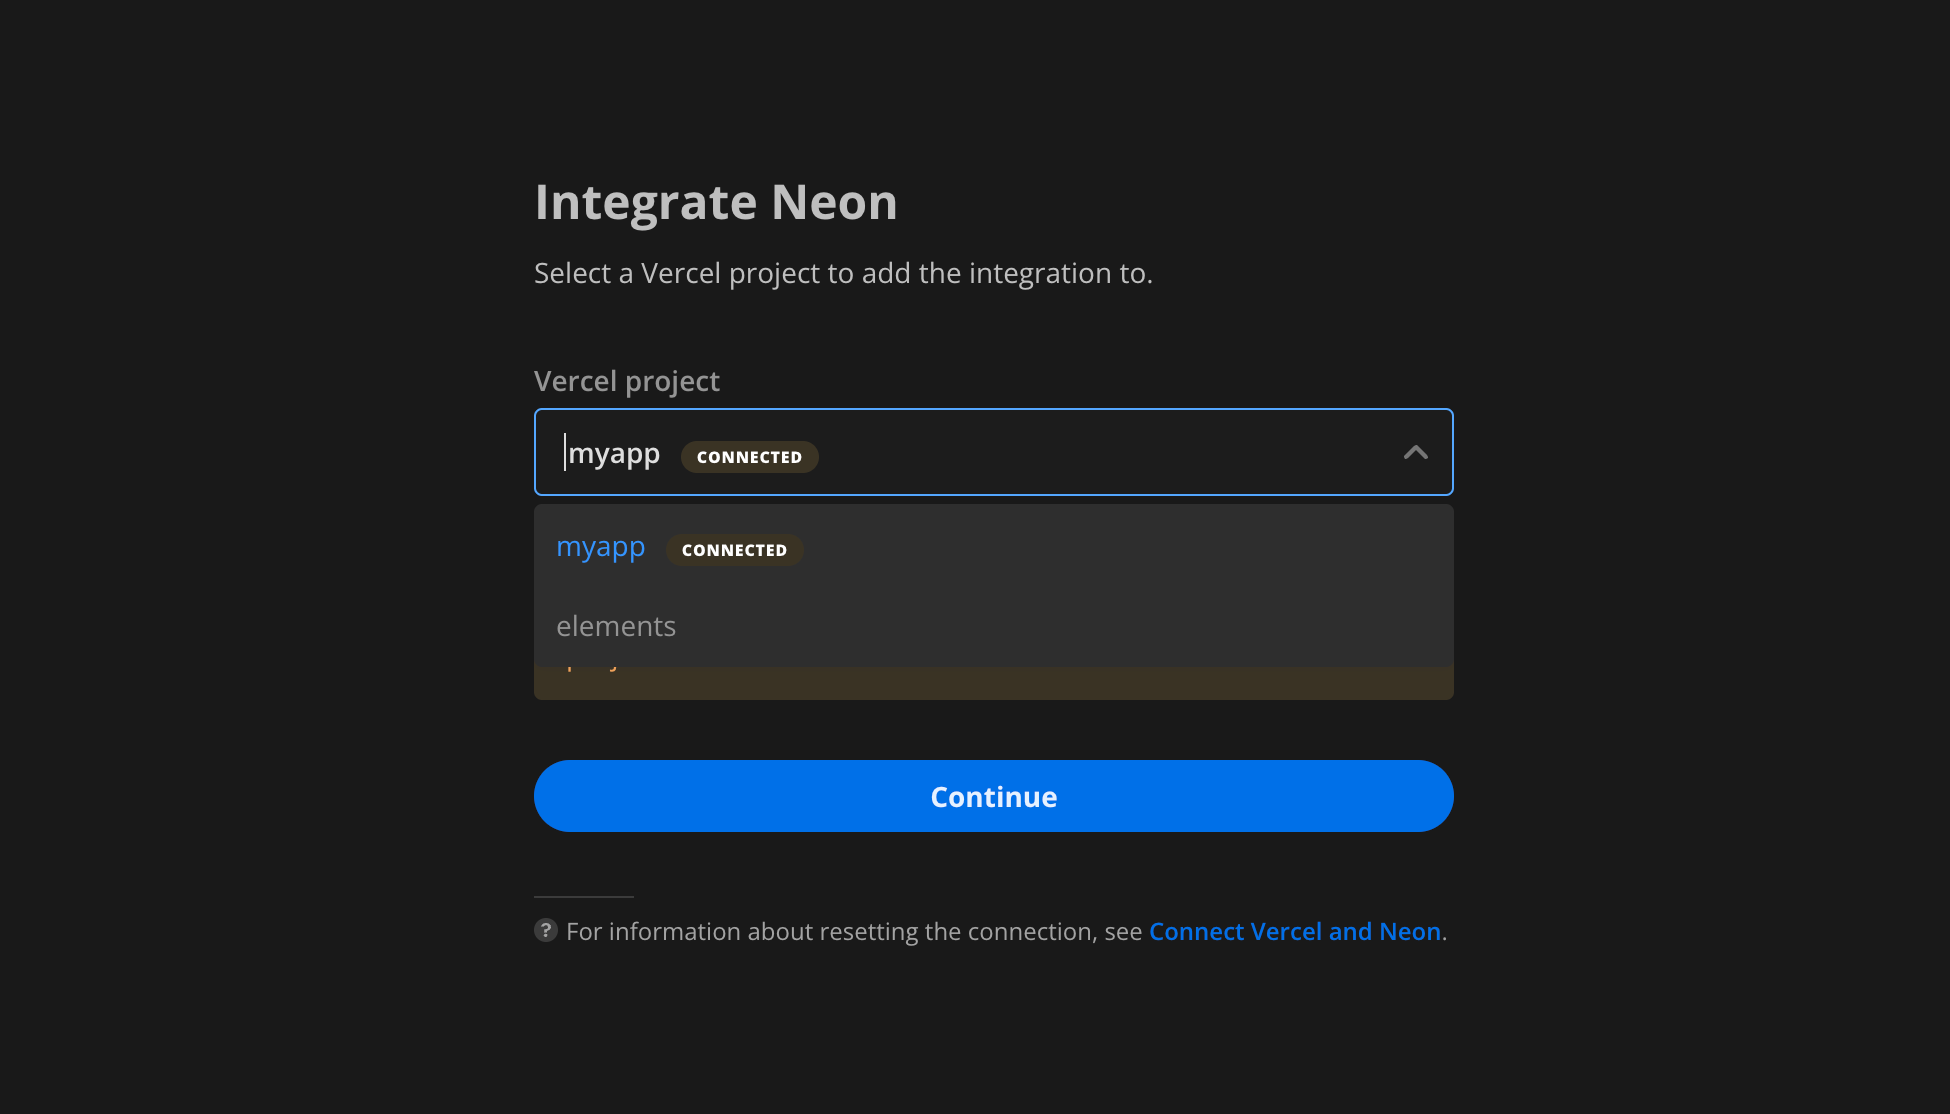 Integrate Neon
Select a Vercel project to add the integration to.
Vercel project
myapp CONNECTED
myapp CONNECTED
elements
Continue
? For information about resetting the connection, see Connect Vercel and Neon.